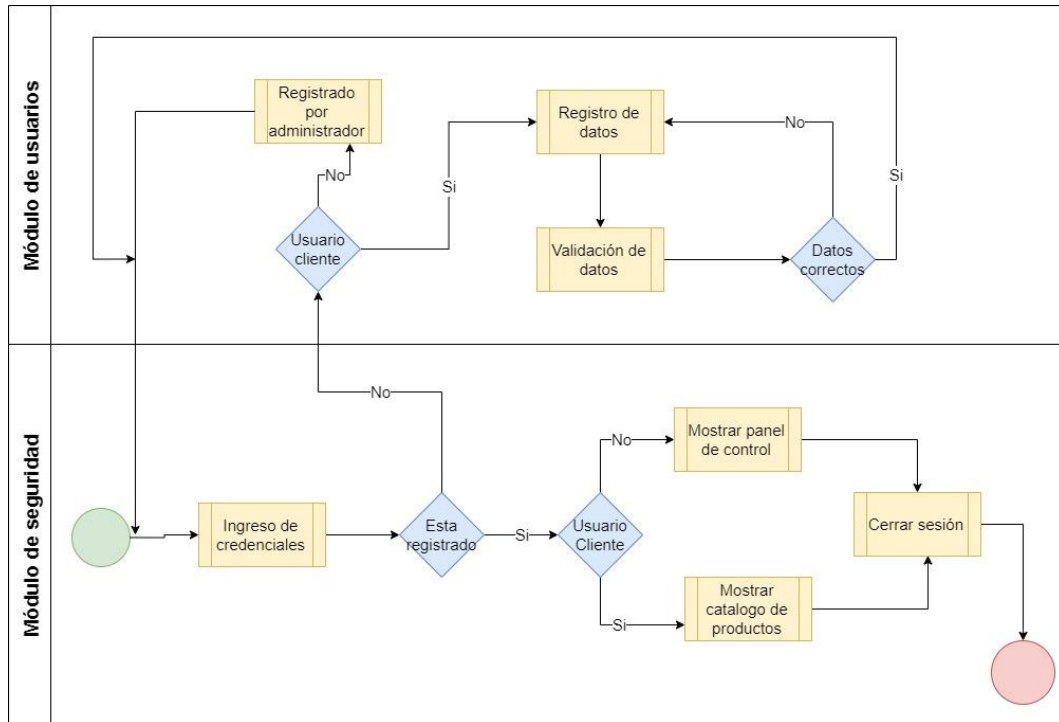 Módulo de usuarios
Registrado
por
administrador
No
Usuario
cliente
Si
Registro de
datos
Validación de
datos
No
Datos
correctos
Si
Módulo de seguridad
No
Ingreso de
credenciales
Esta
registrado
Si
Usuario
Cliente
No
Mostrar panel
de control
Si
Mostrar
catalogo de
productos
Cerrar sesión